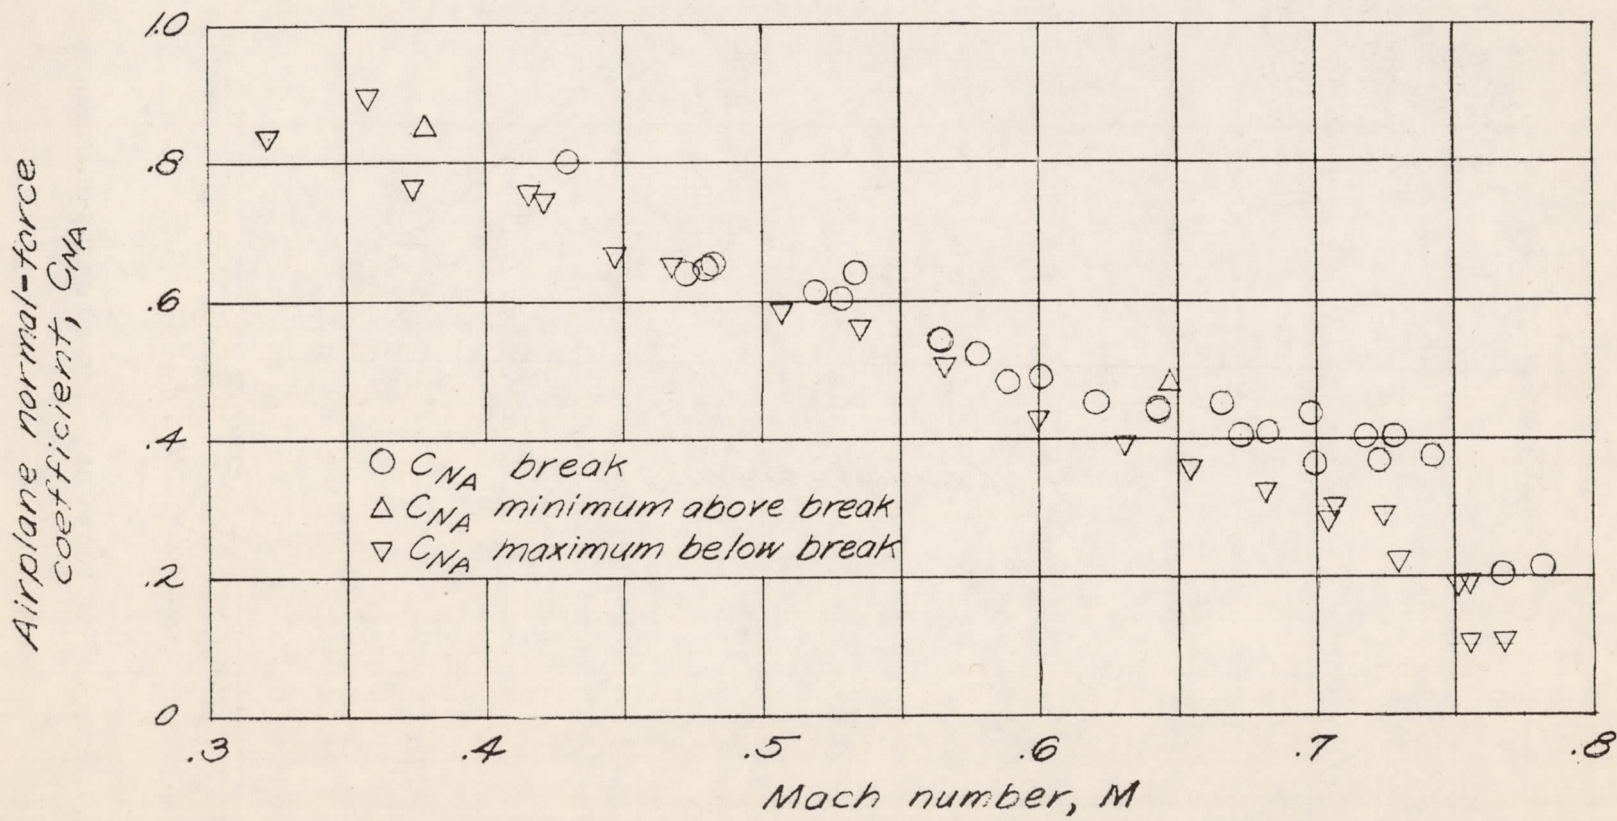 1.0
.8
.6
.4
.2
0
Airplane normal-force
coefficient, CNA
○ CNA break
△ CNA minimum above break
▽ CNA maximum below break
.3 .4 .5 .6 .7 .8
Mach number, M